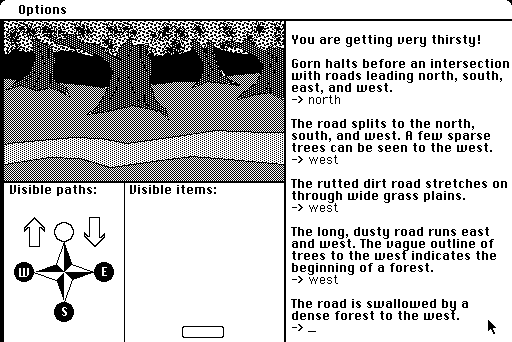 Options
You are getting very thirsty!
Gorn halts before an intersection
with roads leading north, south,
east, and west.
-> north
The road splits to the north,
south, and west. A few sparse
trees can be seen to the west.
-> west
The rutted dirt road stretches on
through wide grass plains.
-> west
The long, dusty road runs east
and west. The vague outline of
trees to the west indicates the
beginning of a forest.
-> west
The road is swallowed by a
dense forest to the west.
-> _
Visible paths:
W
E
S
Visible items: